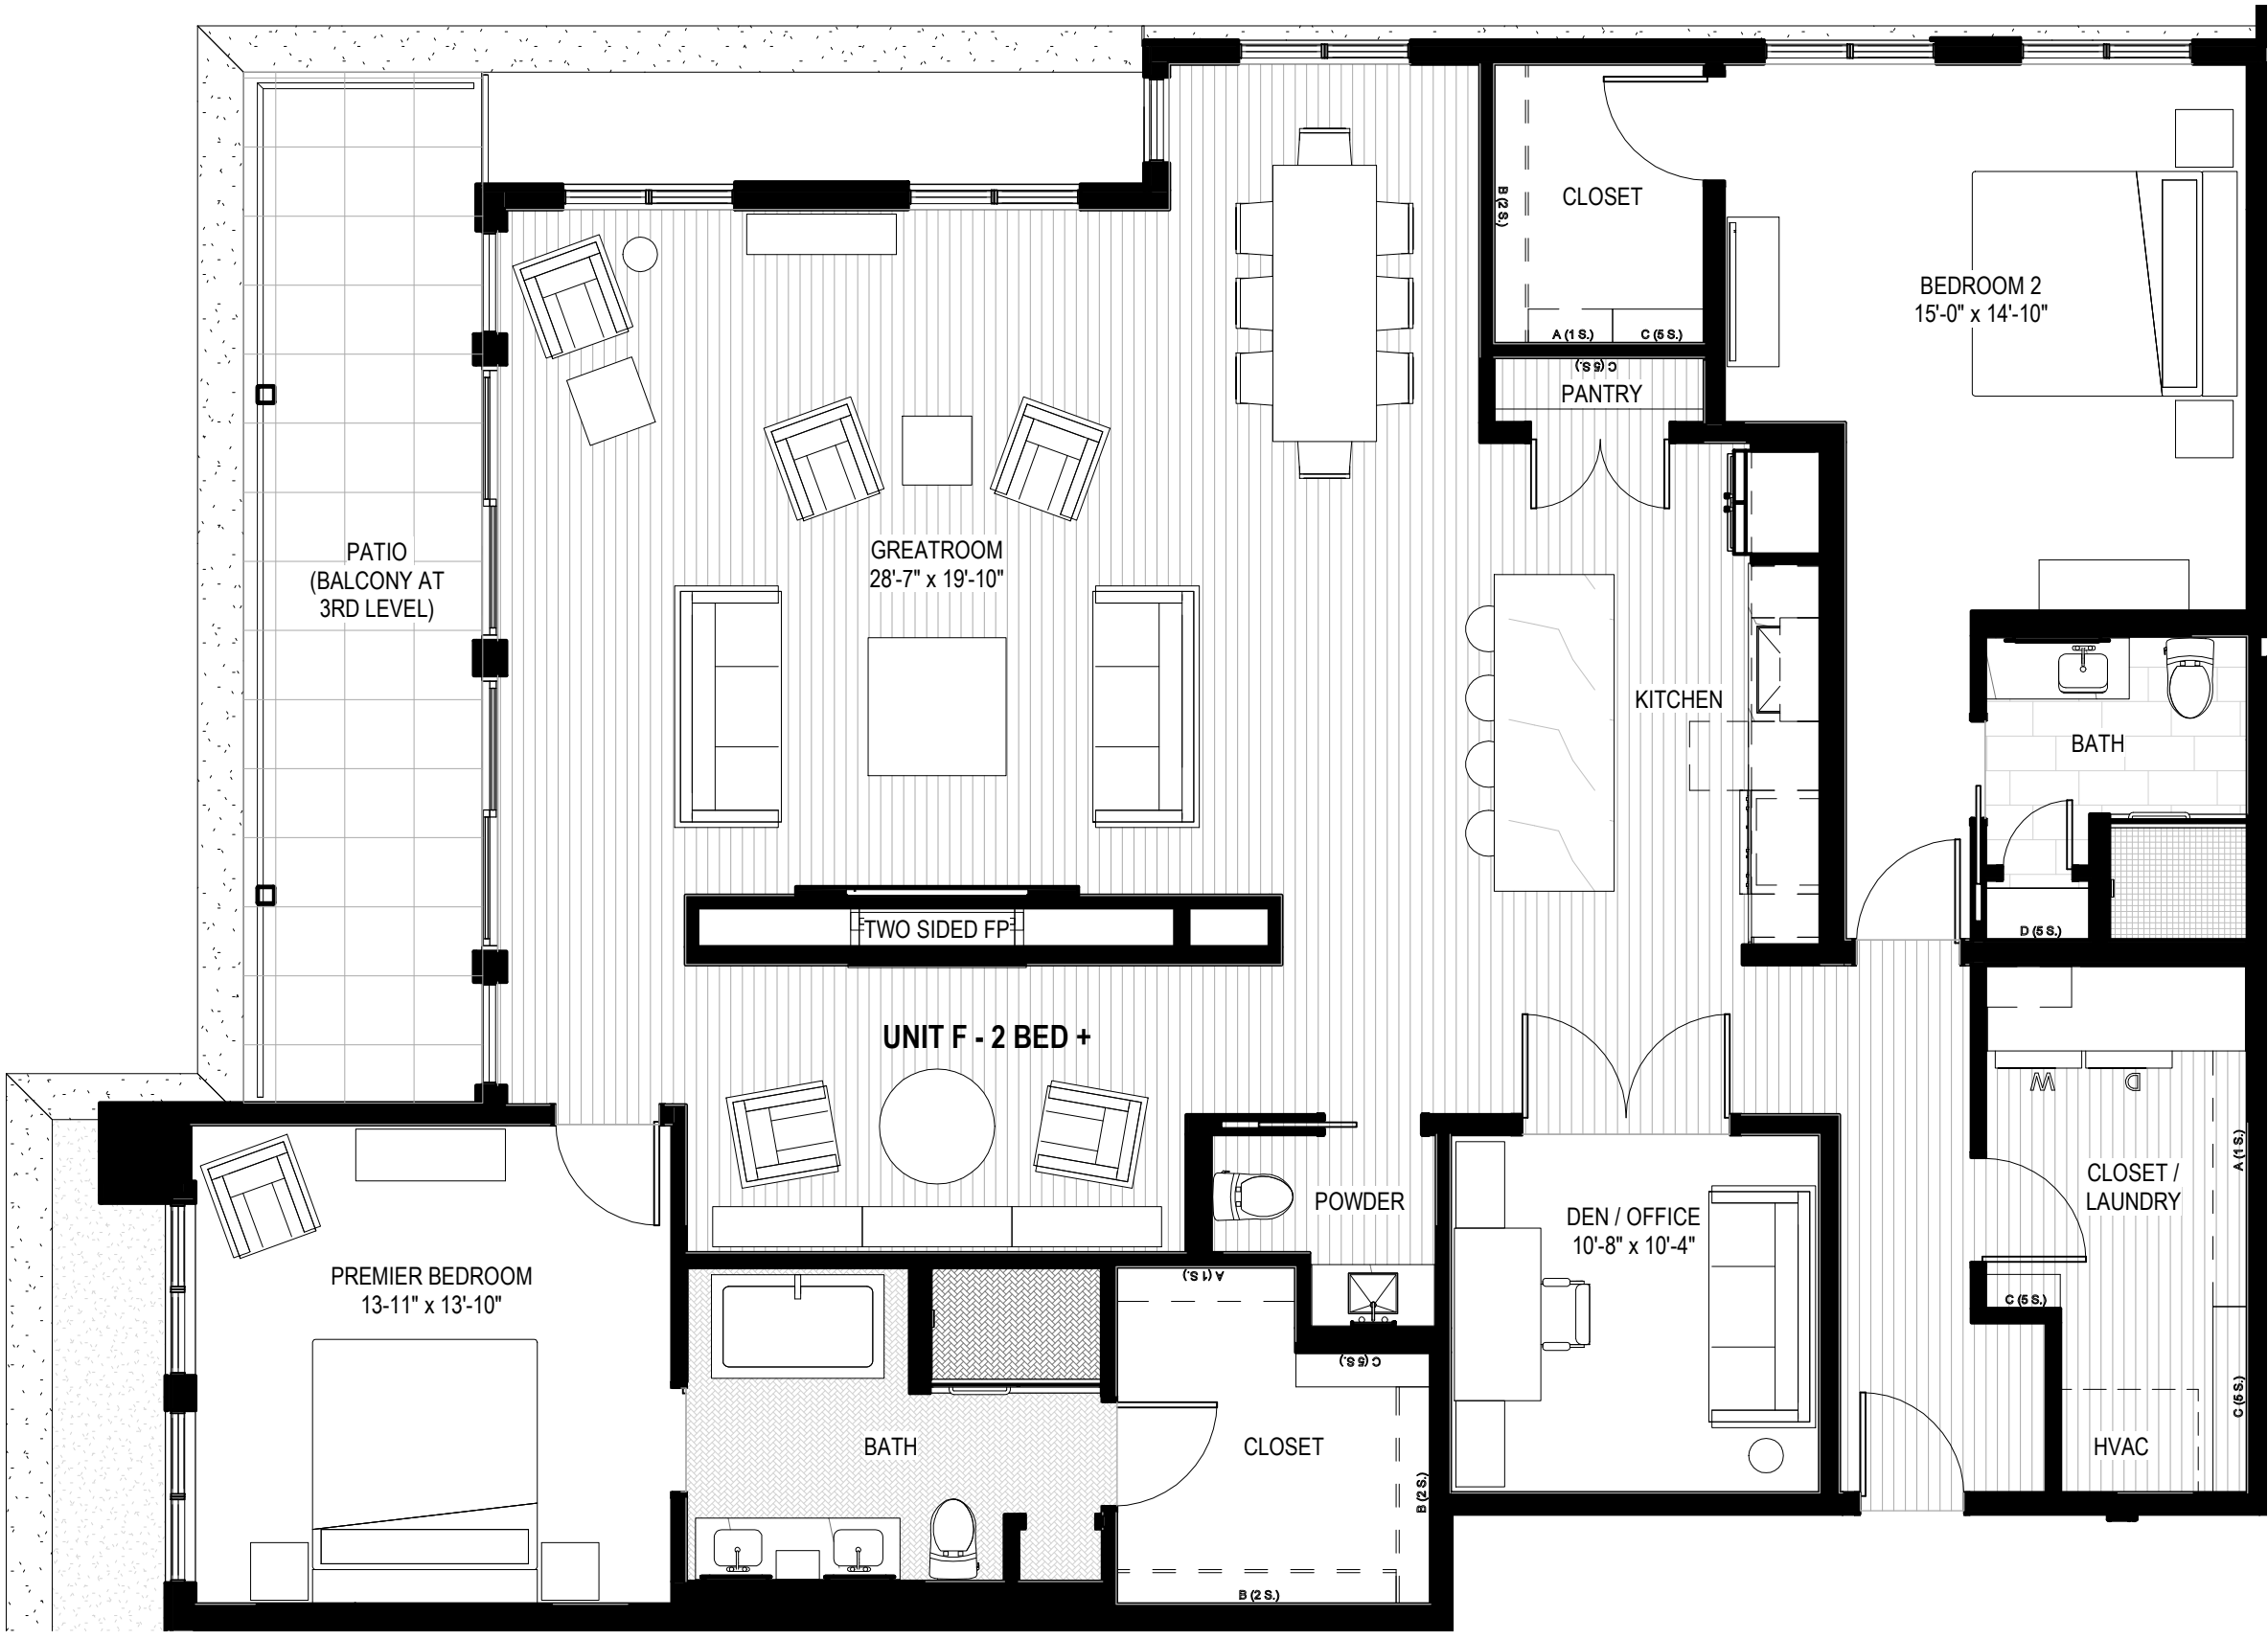 CLOSET
B (2 S.)
A (1 S.)
C (5 S.)
BEDROOM 2
15'-0" x 14'-10"
C (5 S.)
PANTRY
PATIO
(BALCONY AT
3RD LEVEL)
GREATROOM
28'-7" x 19'-10"
KITCHEN
BATH
D (5 S.)
TWO SIDED FP
UNIT F - 2 BED +
W
D
A (1 S.)
CLOSET /
LAUNDRY
POWDER
DEN / OFFICE
10'-8" x 10'-4"
PREMIER BEDROOM
13-11" x 13'-10"
A (1 S.)
C (5 S.)
C (5 S.)
C (5 S.)
BATH
CLOSET
HVAC
B (2 S.)
B (2 S.)